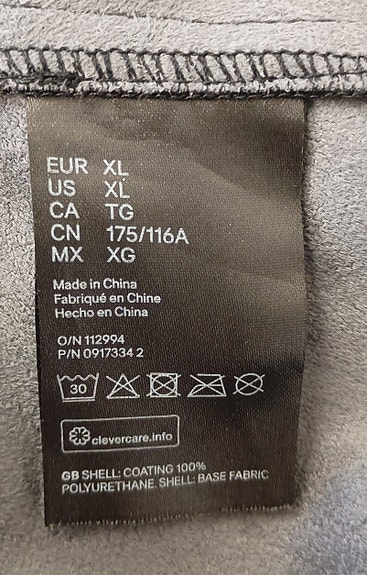 EUR XL
US XL
CA TG
CN 175/116A
MX XG
Made in China
Fabriqué en Chine
Hecho en China
O/N 112994
P/N 0917334 2
30
clevercare.info
GB SHELL: COATING 100%
POLYURETHANE. SHELL: BASE FABRIC